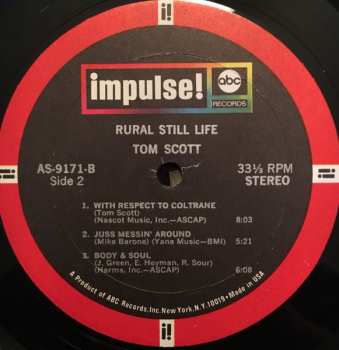 impulse! abc
RECORDS
RURAL STILL LIFE
TOM SCOTT
AS-9171-B 33⅓ RPM
Side 2 STEREO
1. WITH RESPECT TO COLTRANE
(Tom Scott)
(Nascot Music, Inc.—ASCAP) 8:03
2. JUSS MESSIN' AROUND
(Mike Barone) (Yana Music—BMI) 5:21
3. BODY & SOUL
(J. Green, E. Heyman, R. Sour)
(Harms, Inc.—ASCAP) 6:08
A Product of ABC Records, Inc. New York, N.Y. 10019 • Made in USA